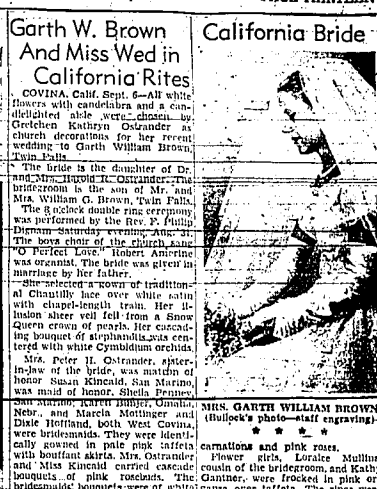 Garth W. Brown
And Miss Wed in
California Rites
COVINA, Calif. Sept. 6—All white
flowers with candelabra and a can-
dlelighted aisle were chosen by
Gretchen Kathryn Ostrander as
church decorations for her recent
wedding to Garth William Brown,
Twin Falls.
The bride is the daughter of Dr.
and Mrs. Harold R. Ostrander. The
bridegroom is the son of Mr. and
Mrs. William G. Brown, Twin Falls.
The 8 o'clock double ring ceremony
was performed by the Rev. F. Philip
Dignam Saturday evening, Aug. 31.
The boys choir of the church sang
"O Perfect Love." Robert
was organist. The bride was given in
marriage by her father.
She selected a gown of tradition-
al Chantilly lace over white satin
with chapel-length train. Her il-
lusion sheer veil fell from a Snow
Queen crown of pearls. Her cascad-
ing bouquet of stephanotis was cen-
tered with white Cymbidium orchids.
Mrs. Peter H. Ostrander, sister-
in-law of the bride, was matron of
honor. Susan Kincaid, San Marino,
was maid of honor. Sheila Penney,
San Marino, Karen Omaha,
Nebr., and Marcia Mottinger and
Dixie Hoffland, both West Covina,
were bridesmaids. They were identi-
cally gowned in pale pink taffeta
with bouffant skirts. Mrs. Ostrander
and Miss Kincaid carried cascade
bouquets of pink rosebuds. The
bridesmaids' bouquets were of white
California Bride
MRS. GARTH WILLIAM BROWN
(Bullock's photo—staff engraving)
* * * *
carnations and pink roses.
Flower girls, Loralee
cousin of the bridegroom, and Kath
Gantner, were frocked in pink or